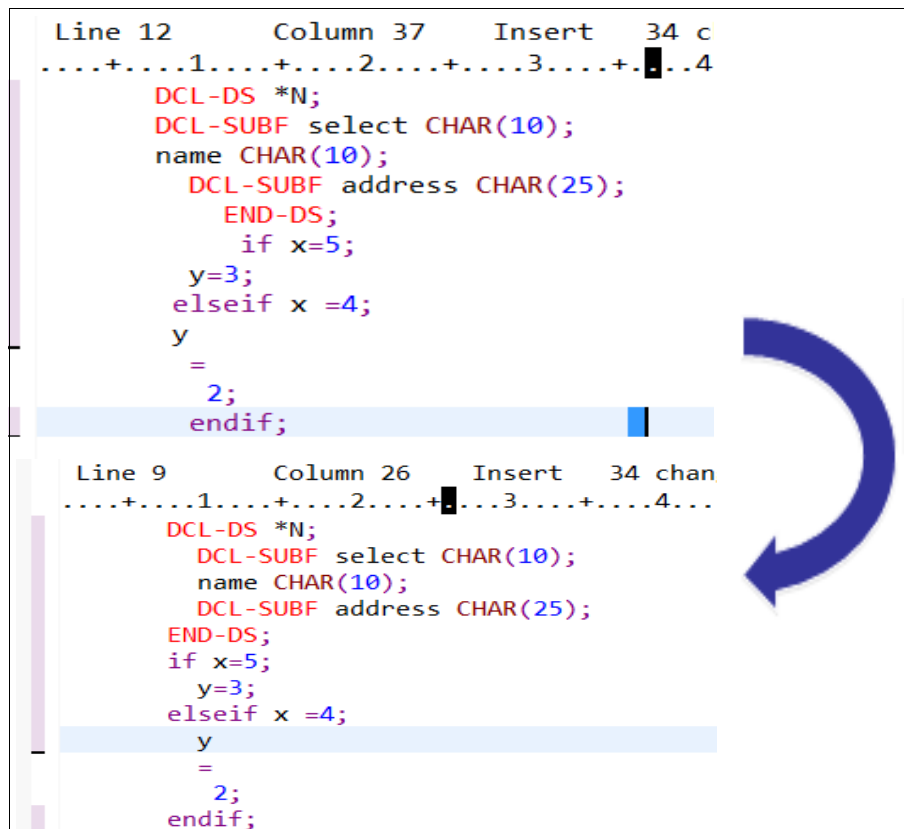 Line 12 Column 37 Insert 34 c
....+....1....+....2....+....3....+....4
DCL-DS *N;
DCL-SUBF select CHAR(10);
name CHAR(10);
DCL-SUBF address CHAR(25);
END-DS;
if x=5;
y=3;
elseif x =4;
y
=
2;
endif;
Line 9 Column 26 Insert 34 chan
....+....1....+....2....+....3....+....4...
DCL-DS *N;
DCL-SUBF select CHAR(10);
name CHAR(10);
DCL-SUBF address CHAR(25);
END-DS;
if x=5;
y=3;
elseif x =4;
y
=
2;
endif;